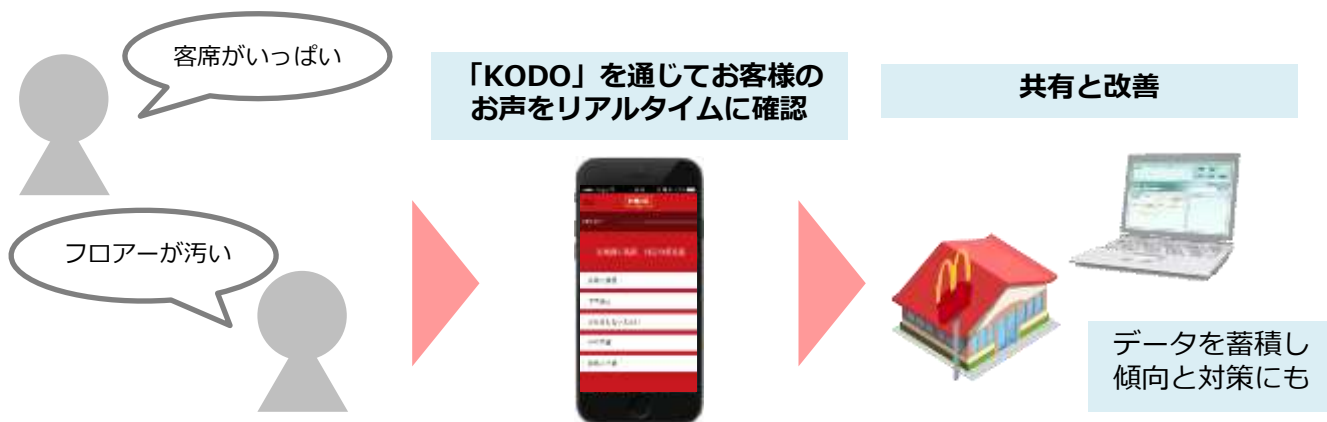 客席がいっぱい
フロアーが汚い
「KODO」を通じてお客様の
お声をリアルタイムに確認
共有と改善
データを蓄積し
傾向と対策にも